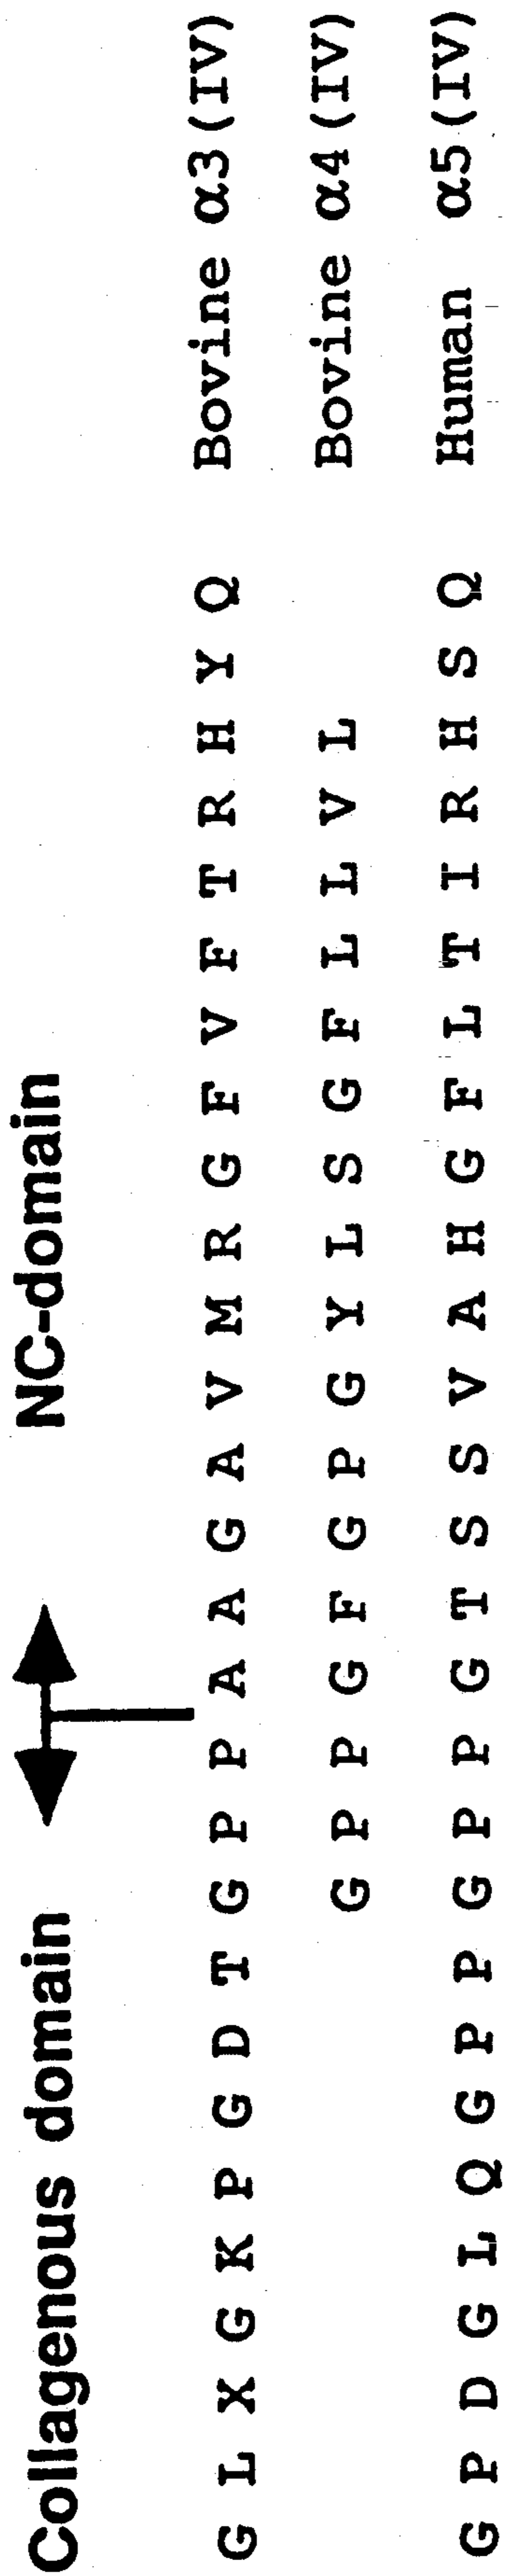 Collagenous domain NC-domain
G L X G K P G D T G P P A A G A V M R G F V F T R H Y Q Bovine α3(IV)
G P P G F G P G Y L S G F L L V L Bovine α4(IV)
G P D G L Q G P P G P P G T S S V A H G F L T I R H S Q Human α5(IV)